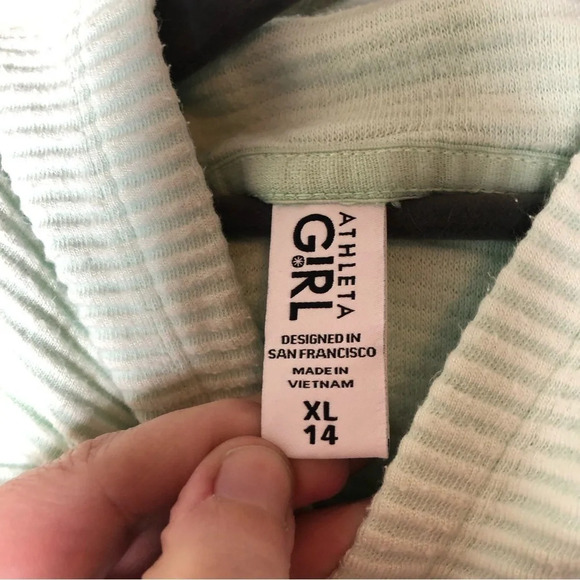 ATHLETA
GIRL
DESIGNED IN
SAN FRANCISCO
MADE IN
VIETNAM
XL
14